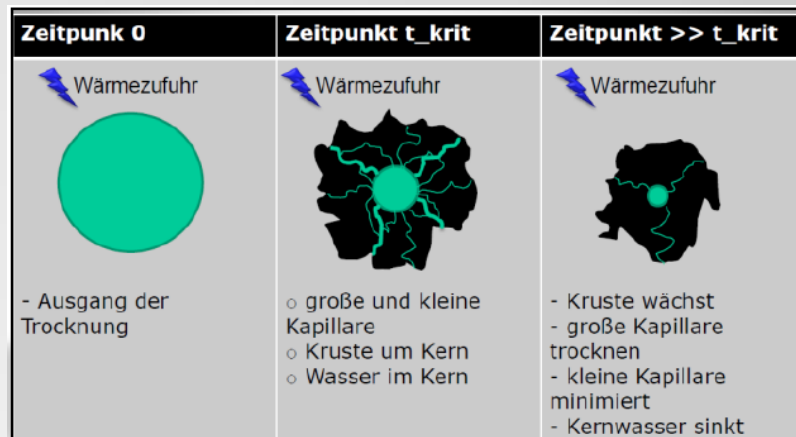 Zeitpunk 0
Wärmezufuhr
- Ausgang der
Trocknung
Zeitpunkt t_krit
Wärmezufuhr
○ große und kleine
Kapillare
○ Kruste um Kern
○ Wasser im Kern
Zeitpunkt >> t_krit
Wärmezufuhr
- Kruste wächst
- große Kapillare
trocknen
- kleine Kapillare
minimiert
- Kernwasser sinkt